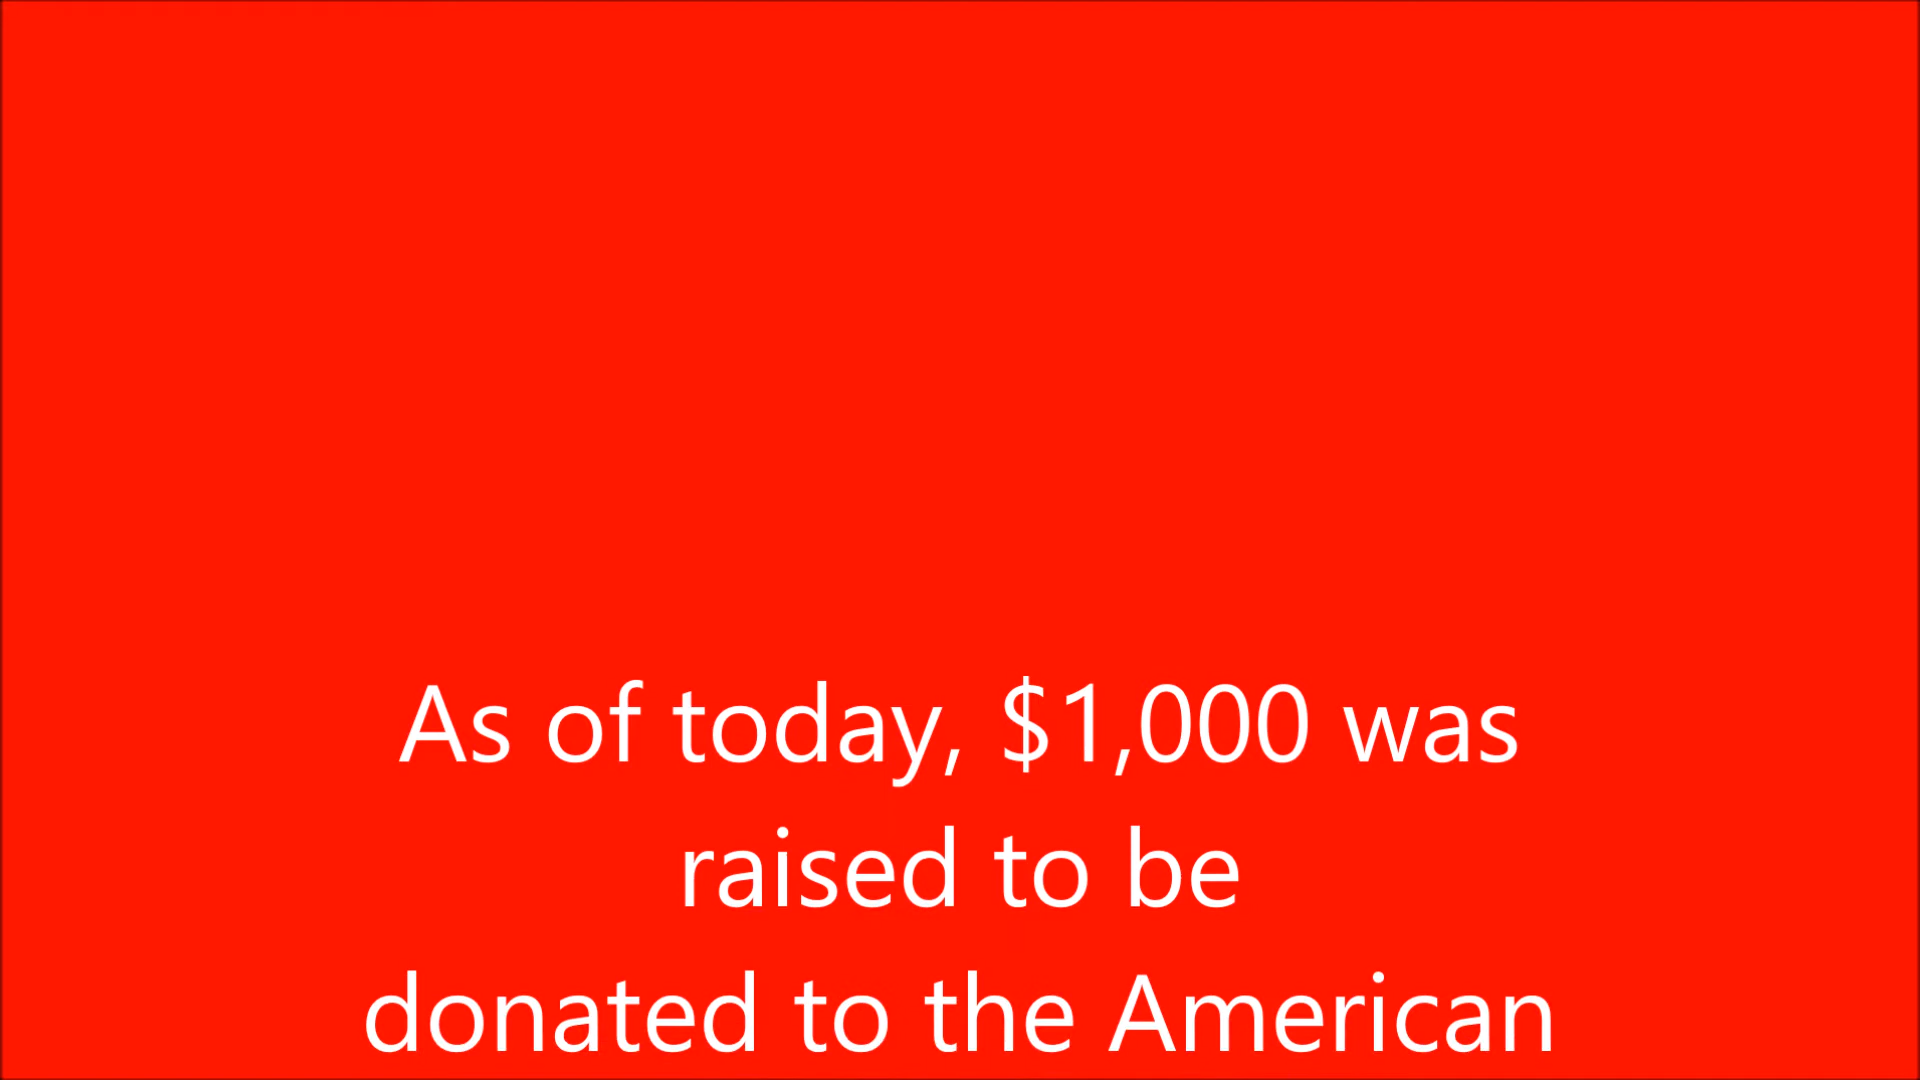 As of today, $1,000 was
raised to be
donated to the American